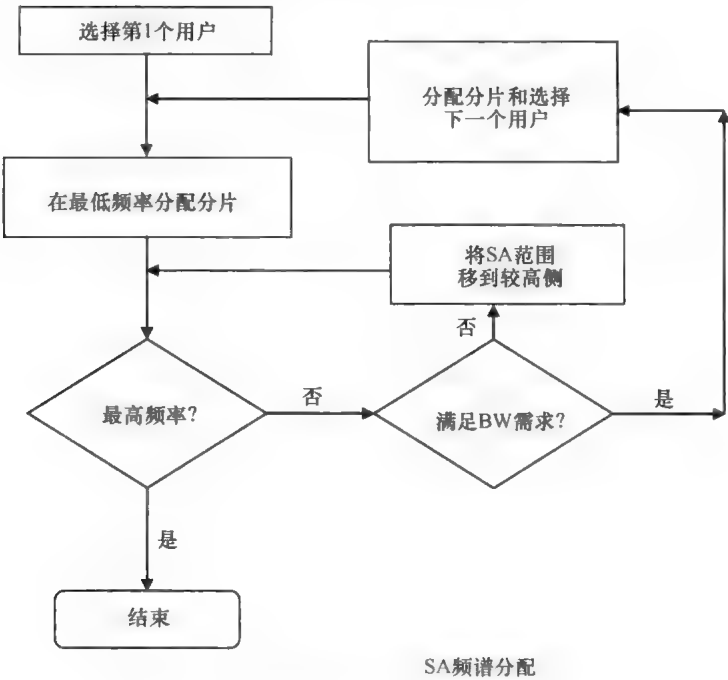 选择第1个用户
分配分片和选择
下一个用户
在最低频率分配分片
将SA范围
移到较高侧
否
最高频率?
否
满足BW需求?
是
是
结束
SA频谱分配